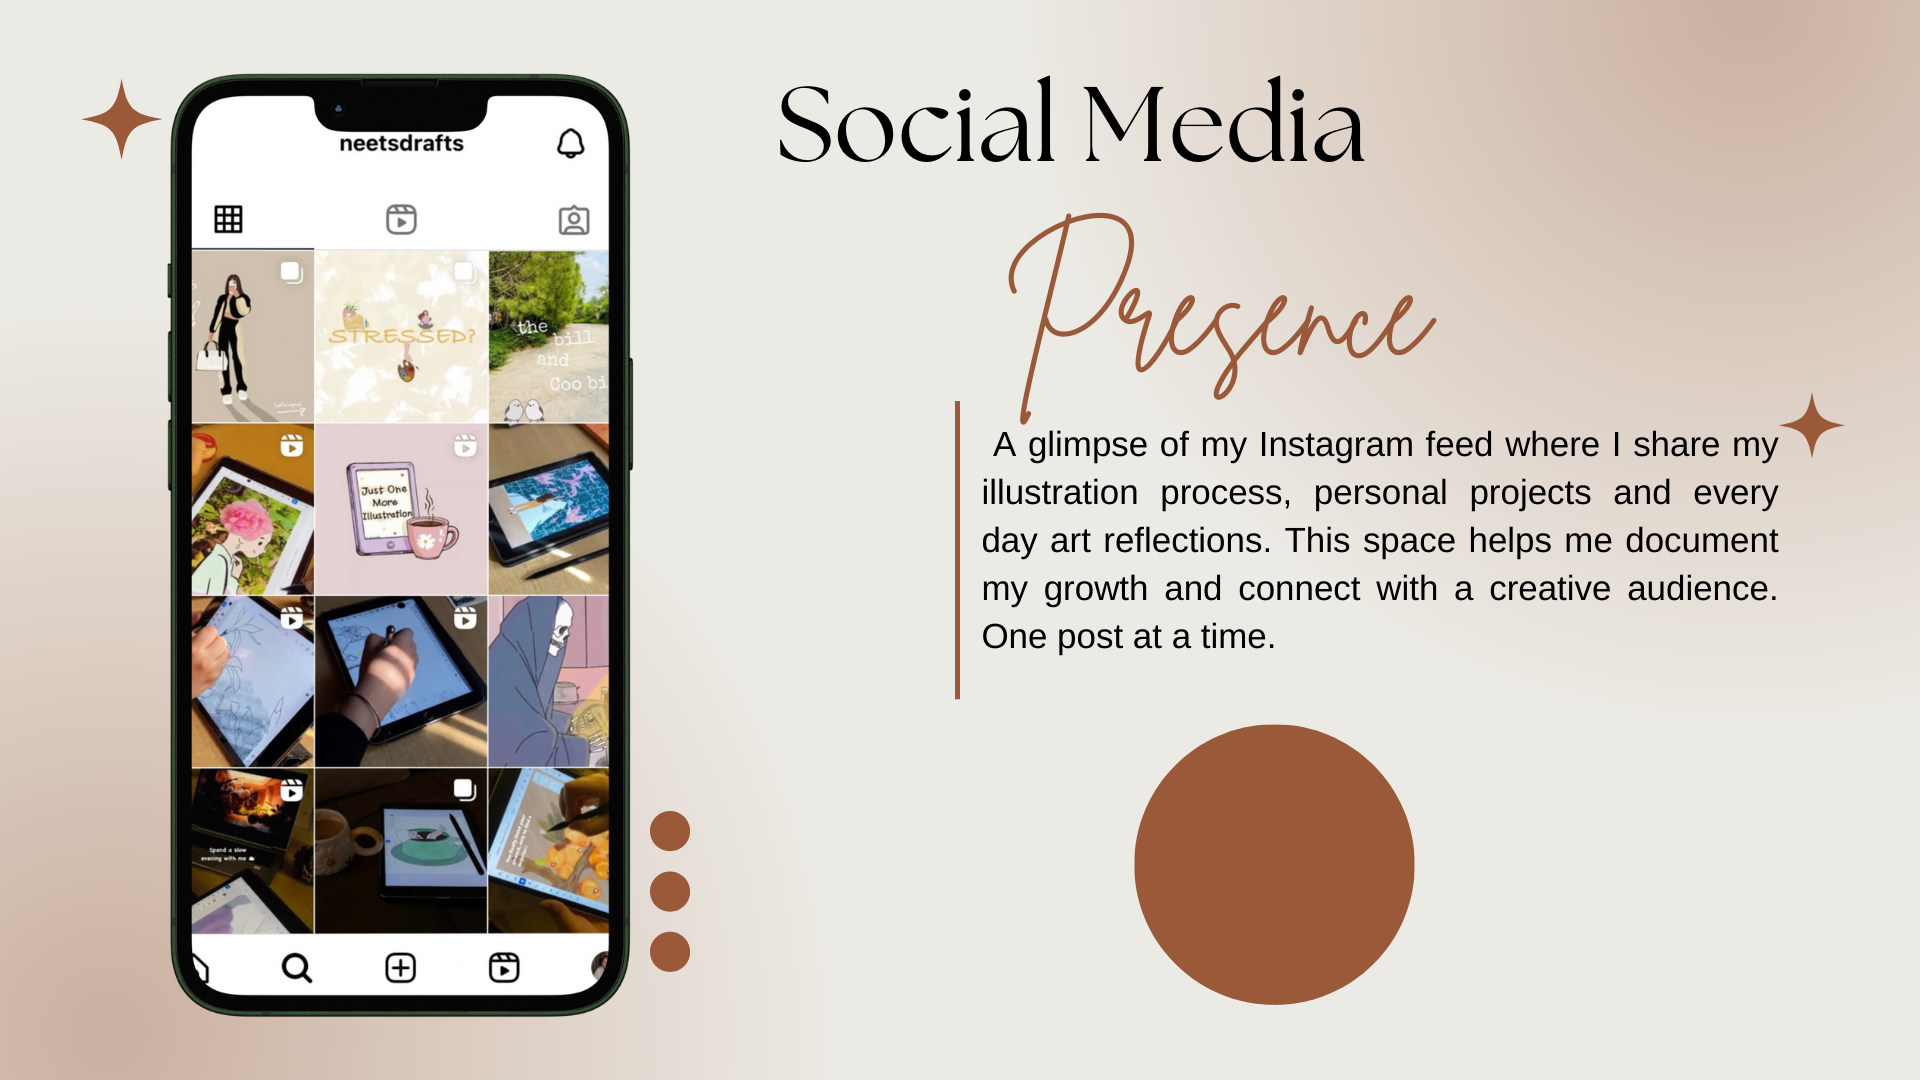 neetsdrafts
STRESSED?
the
bill
and
Coo bi
Just One
More
Illustration
Spend a slow
evening with me
Social Media
Presence
A glimpse of my Instagram feed where I share my
illustration process, personal projects and every
day art reflections. This space helps me document
my growth and connect with a creative audience.
One post at a time.